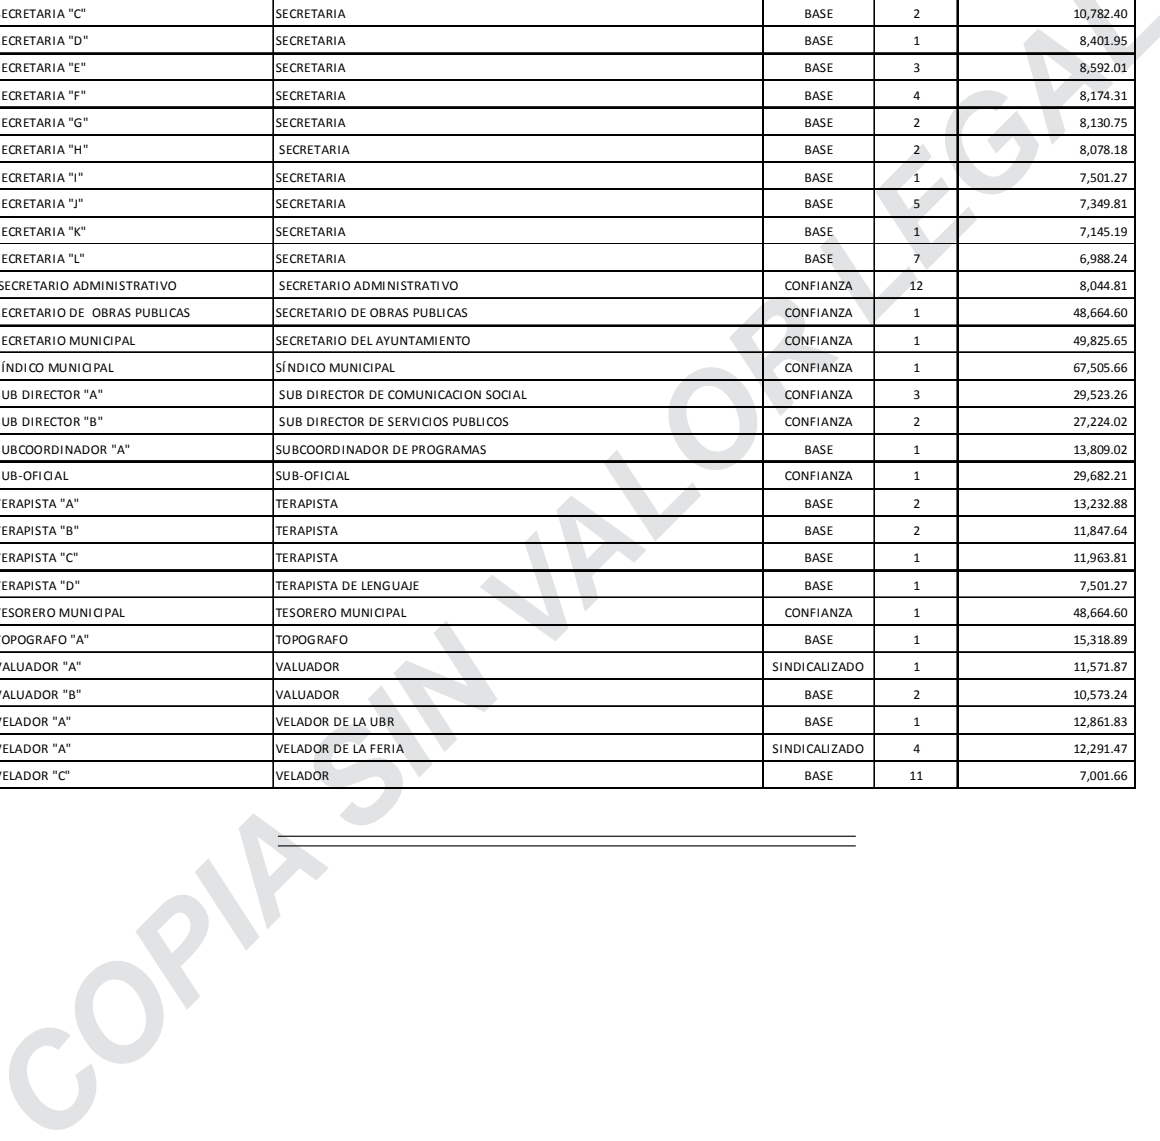 ECRETARIA "C" SECRETARIA BASE 2 10,782.40
ECRETARIA "D" SECRETARIA BASE 1 8,401.95
ECRETARIA "E" SECRETARIA BASE 3 8,592.01
ECRETARIA "F" SECRETARIA BASE 4 8,174.31
ECRETARIA "G" SECRETARIA BASE 2 8,130.75
ECRETARIA "H" SECRETARIA BASE 2 8,078.18
ECRETARIA "I" SECRETARIA BASE 1 7,501.27
ECRETARIA "J" SECRETARIA BASE 5 7,349.81
ECRETARIA "K" SECRETARIA BASE 1 7,145.19
ECRETARIA "L" SECRETARIA BASE 7 6,988.24
SECRETARIO ADMINISTRATIVO SECRETARIO ADMINISTRATIVO CONFIANZA 12 8,044.81
ECRETARIO DE OBRAS PUBLICAS SECRETARIO DE OBRAS PUBLICAS CONFIANZA 1 48,664.60
ECRETARIO MUNICIPAL SECRETARIO DEL AYUNTAMIENTO CONFIANZA 1 49,825.65
ÍNDICO MUNICIPAL SÍNDICO MUNICIPAL CONFIANZA 1 67,505.66
UB DIRECTOR "A" SUB DIRECTOR DE COMUNICACION SOCIAL CONFIANZA 3 29,523.26
UB DIRECTOR "B" SUB DIRECTOR DE SERVICIOS PUBLICOS CONFIANZA 2 27,224.02
UBCOORDINADOR "A" SUBCOORDINADOR DE PROGRAMAS BASE 1 13,809.02
UB-OFICIAL SUB-OFICIAL CONFIANZA 1 29,682.21
ERAPISTA "A" TERAPISTA BASE 2 13,232.88
ERAPISTA "B" TERAPISTA BASE 2 11,847.64
ERAPISTA "C" TERAPISTA BASE 1 11,963.81
ERAPISTA "D" TERAPISTA DE LENGUAJE BASE 1 7,501.27
TESORERO MUNICIPAL TESORERO MUNICIPAL CONFIANZA 1 48,664.60
OPOGRAFO "A" TOPOGRAFO BASE 1 15,318.89
VALUADOR "A" VALUADOR SINDICALIZADO 1 11,571.87
VALUADOR "B" VALUADOR BASE 2 10,573.24
VELADOR "A" VELADOR DE LA UBR BASE 1 12,861.83
VELADOR "A" VELADOR DE LA FERIA SINDICALIZADO 4 12,291.47
VELADOR "C" VELADOR BASE 11 7,001.66
COPIA SIN VALOR LEGAL